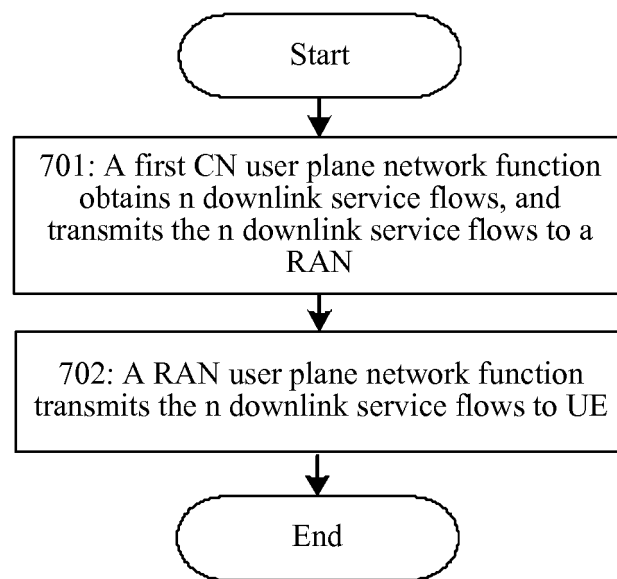 Start
701: A first CN user plane network function
obtains n downlink service flows, and
transmits the n downlink service flows to a
RAN
702: A RAN user plane network function
transmits the n downlink service flows to UE
End